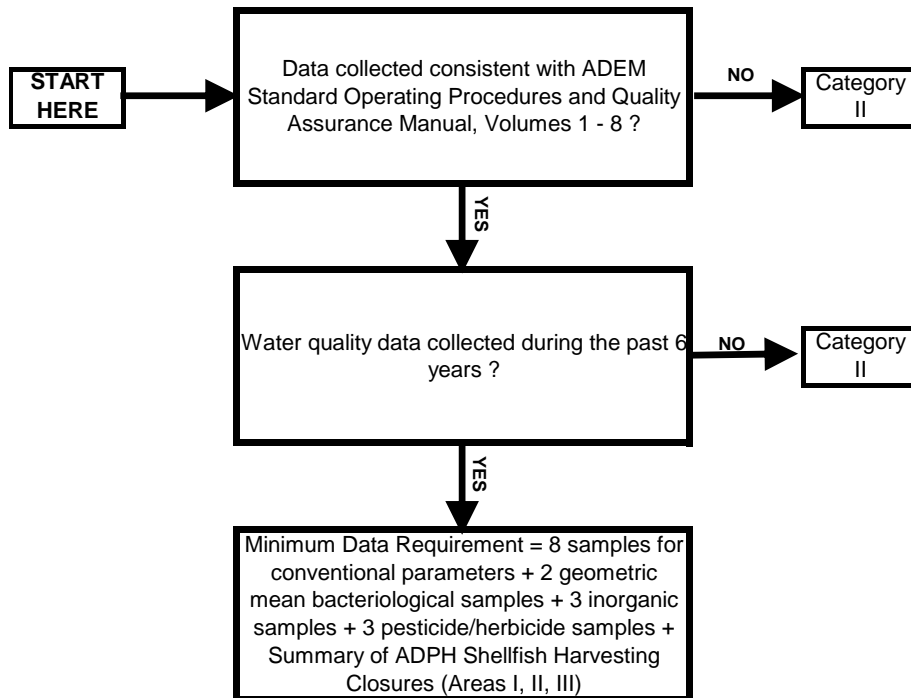 START
HERE
Data collected consistent with ADEM
Standard Operating Procedures and Quality
Assurance Manual, Volumes 1 - 8 ?
NO
Category
II
YES
Water quality data collected during the past 6
years ?
NO
Category
II
YES
Minimum Data Requirement = 8 samples for
conventional parameters + 2 geometric
mean bacteriological samples + 3 inorganic
samples + 3 pesticide/herbicide samples +
Summary of ADPH Shellfish Harvesting
Closures (Areas I, II, III)